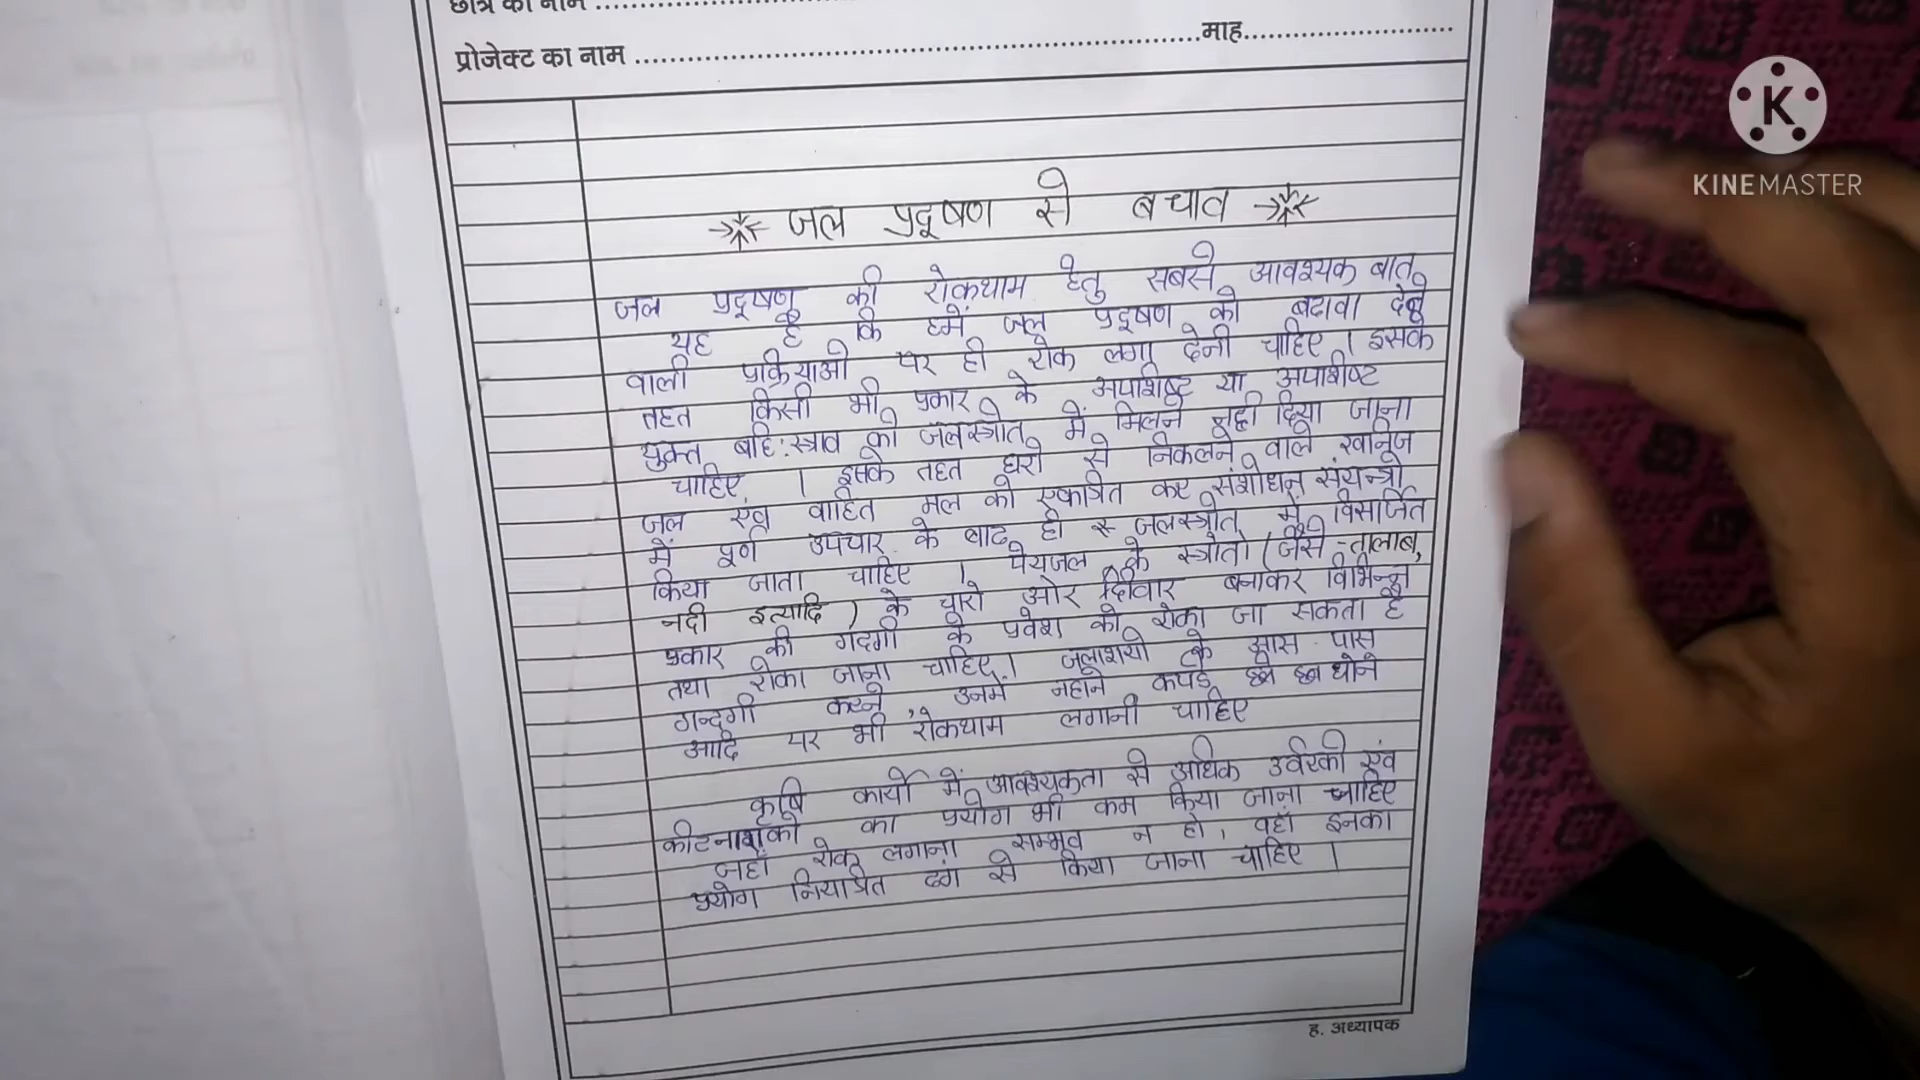 छात्र का नाम ........................
प्रोजेक्ट का नाम ........................ माह........................
K
KINEMASTER
जल प्रदूषण से बचाव
जल प्रदूषण की रोकथाम हेतु सबसे आवश्यक बात
यह है कि हमें जल प्रदूषण को बढावा देने
वाली प्रक्रियाओ पर ही रोक लगा देनी चाहिए । इसके
तहत किसी भी प्रकार के अपशिष्ट या अपशिष्ट
युक्त बहि:स्त्राव को जलस्त्रोत में मिलने नही दिया जाना
चाहिए । इसके तहत घरो से निकलने वाले खनिज
जल एंव वाहित मल को एकत्रित कर संशोधन संयन्त्रो
में पूर्ण उपचार के बाद ही जलस्त्रोत में विसर्जित
किया जाता चाहिए । पेयजल के स्त्रोतो (जैसे - तालाब,
नदी इत्यादि ) के चारो ओर दीवार बनाकर विभिन्न
प्रकार की गंदगी के प्रवेश को रोका जा सकता है
तथा रोका जाना चाहिए । जलाशयो के आस - पास
गन्दगी करने , उनमें नहाने कपडे धोने
आदि पर भी रोकथाम लगानी चाहिए
कृषि कार्यो में आवश्यकता से अधिक उर्वरको एंव
कीटनाशको का प्रयोग भी कम किया जाना चाहिए
जहाँ रोक लगाना सम्भव न हो, वहाँ इनका
प्रयोग नियंत्रित ढंग से किया जाना चाहिए ।
ह. अध्यापक